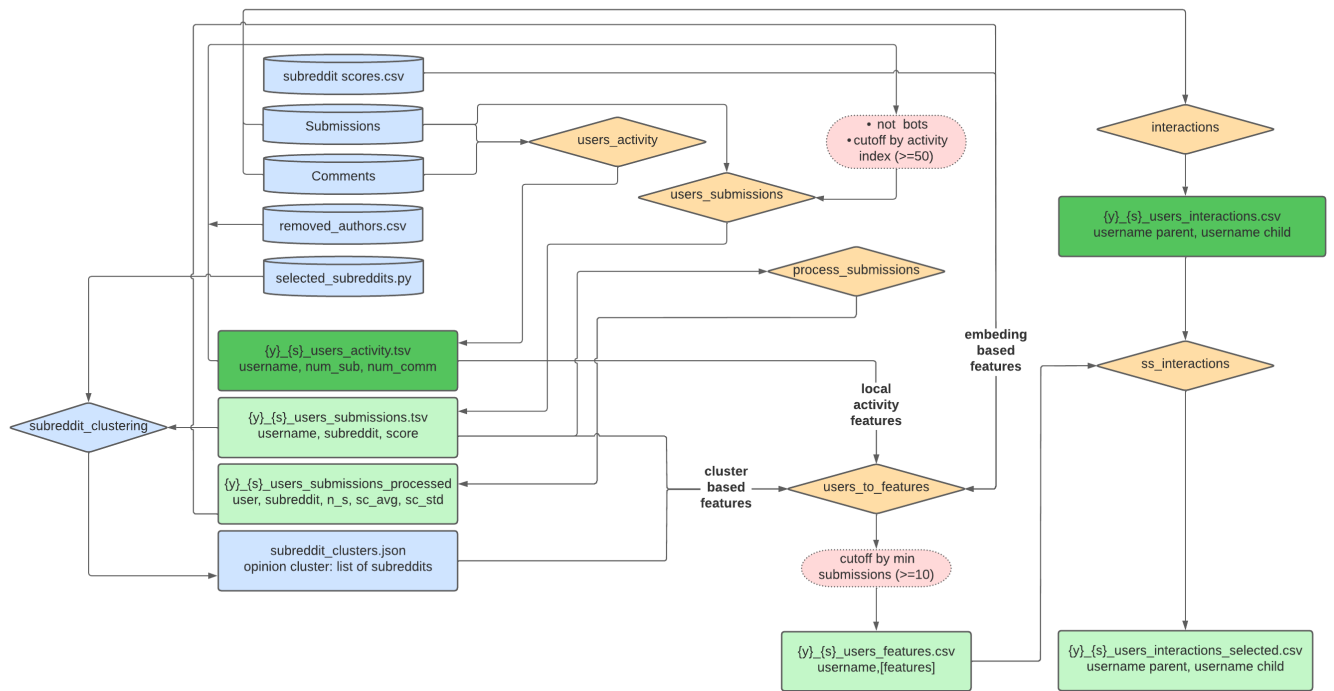 subreddit scores.csv
Submissions
Comments
removed_authors.csv
selected_subreddits.py
users_activity
users_submissions
• not bots
• cutoff by activity
index (>=50)
interactions
{y}_{s}_users_interactions.csv
username parent, username child
process_submissions
{y}_{s}_users_activity.tsv
username, num_sub, num_comm
embeding
based
features
ss_interactions
local
activity
features
subreddit_clustering
{y}_{s}_users_submissions.tsv
username, subreddit, score
{y}_{s}_users_submissions_processed
user, subreddit, n_s, sc_avg, sc_std
cluster
based
features
users_to_features
subreddit_clusters.json
opinion cluster: list of subreddits
cutoff by min
submissions (>=10)
{y}_{s}_users_features.csv
username,[features]
{y}_{s}_users_interactions_selected.csv
username parent, username child